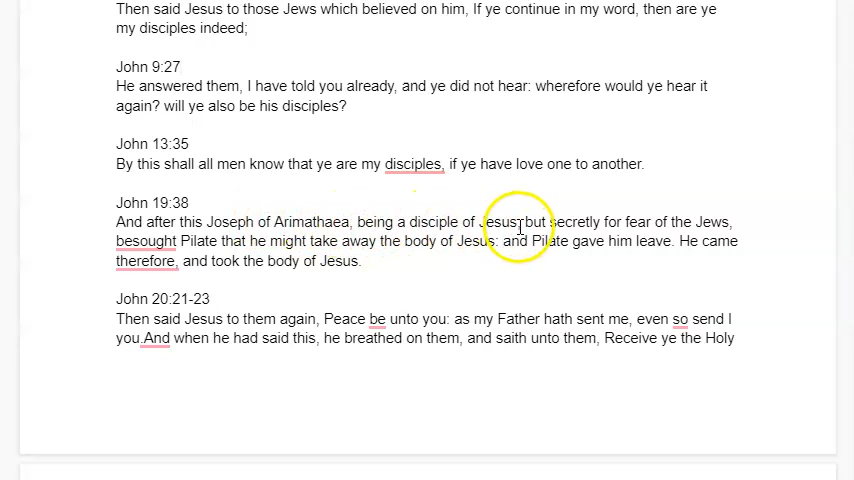 Then said Jesus to those Jews which believed on him, If ye continue in my word, then are ye
my disciples indeed;
John 9:27
He answered them, I have told you already, and ye did not hear: wherefore would ye hear it
again? will ye also be his disciples?
John 13:35
By this shall all men know that ye are my disciples, if ye have love one to another.
John 19:38
And after this Joseph of Arimathaea, being a disciple of Jesus, but secretly for fear of the Jews,
besought Pilate that he might take away the body of Jesus: and Pilate gave him leave. He came
therefore, and took the body of Jesus.
John 20:21-23
Then said Jesus to them again, Peace be unto you: as my Father hath sent me, even so send I
you.And when he had said this, he breathed on them, and saith unto them, Receive ye the Holy